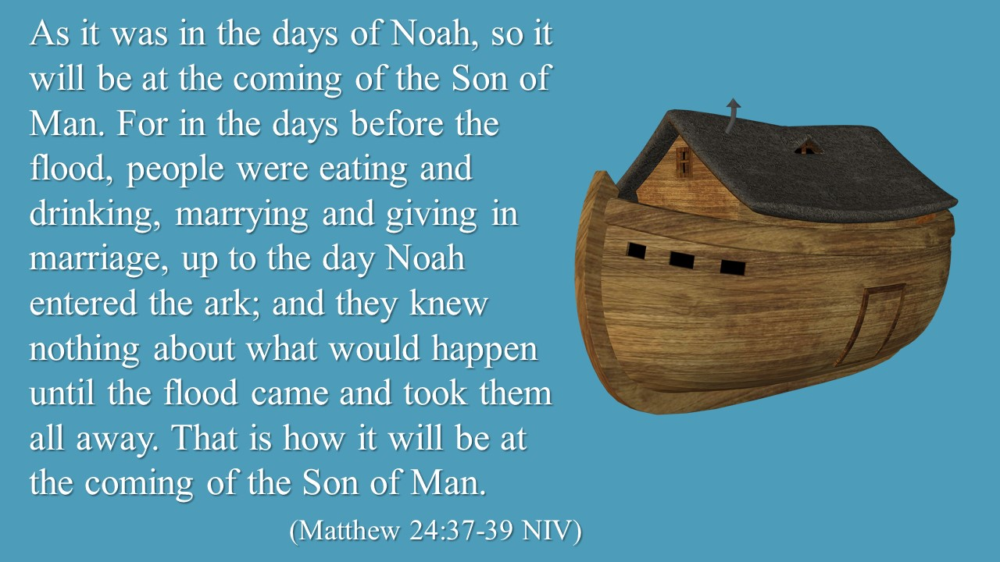 As it was in the days of Noah, so it
will be at the coming of the Son of
Man. For in the days before the
flood, people were eating and
drinking, marrying and giving in
marriage, up to the day Noah
entered the ark; and they knew
nothing about what would happen
until the flood came and took them
all away. That is how it will be at
the coming of the Son of Man.
(Matthew 24:37-39 NIV)